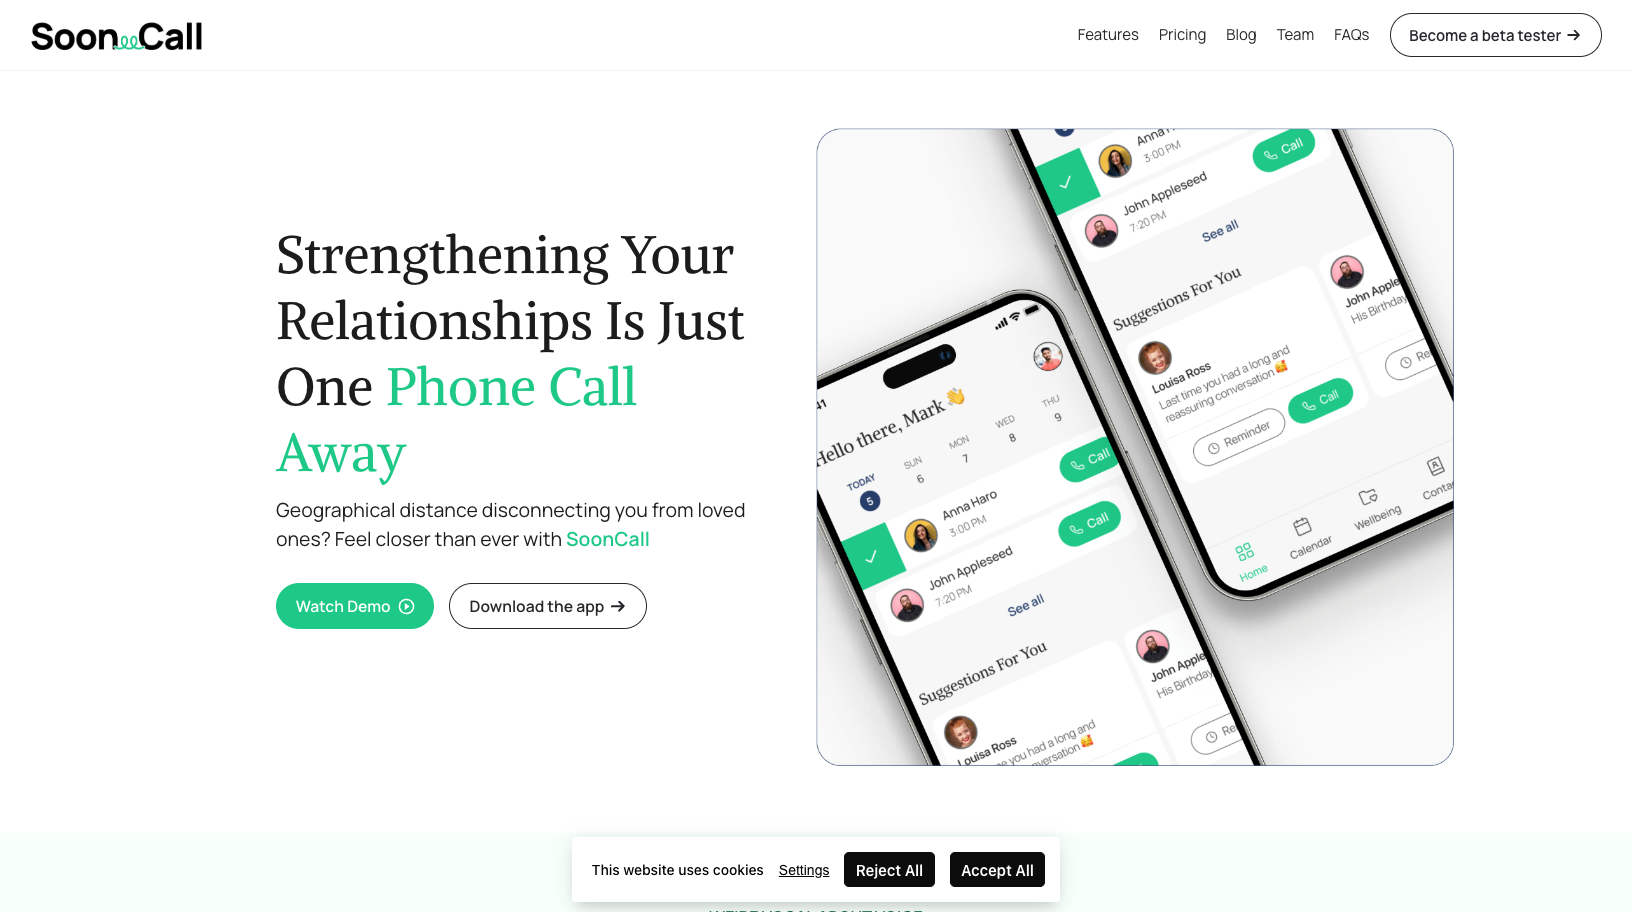 SoonCall
Features Pricing Blog Team FAQs Become a beta tester
Strengthening Your
Relationships Is Just
One Phone Call
Away
Geographical distance disconnecting you from loved
ones? Feel closer than ever with SoonCall
Watch Demo
Download the app
Anna
3:00 PM
Call
John Appleseed
7:20 PM
See all
Suggestions For You
Louisa Ross
Last time you had a long and
reassuring conversation 🥰
Reminder
Call
John Apple
His Birthday
Re
Home
Calendar
Wellbeing
Conta
41
Hello there, Mark 👋
TODAY SUN MON WED THU
5 6 7 8 9
Anna Haro
3:00 PM
Call
John Appleseed
7:20 PM
Call
See all
Suggestions For You
Louisa Ross
me you had a long and
conversation 🥰
John Apple
His Birthday
Re
This website uses cookies Settings Reject All Accept All